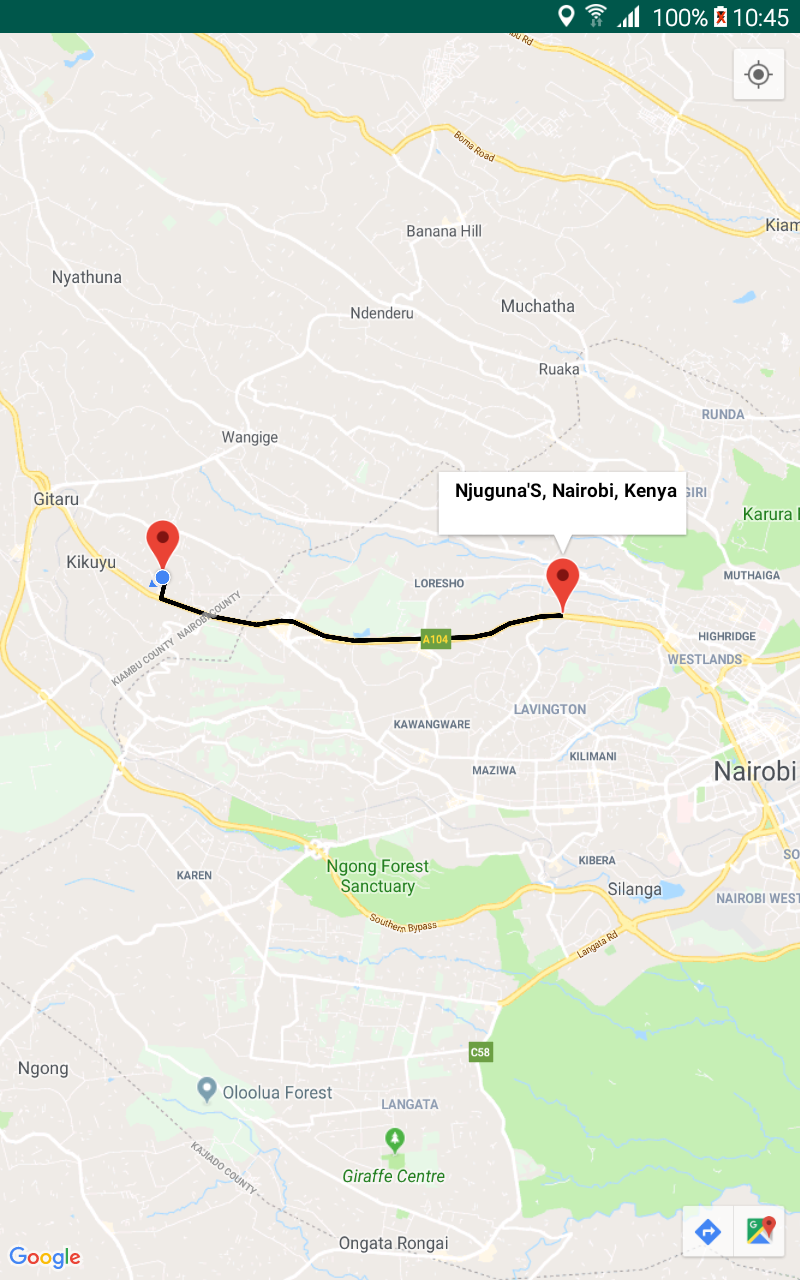 100% 10:45
bu Rd
Boma Road
Kiam
Banana Hill
Nyathuna
Muchatha
Ndenderu
Ruaka
RUNDA
Wangige
GIRI
Njuguna'S, Nairobi, Kenya
Gitaru
Karura
Kikuyu
LORESHO
MUTHAIGA
KIAMBU COUNTY
NAIROBI COUNTY
A104
HIGHRIDGE
WESTLANDS
LAVINGTON
KAWANGWARE
KILIMANI
MAZIWA
Nairobi
SO
KIBERA
Ngong Forest
Sanctuary
KAREN
Silanga
NAIROBI WEST
Southern Bypass
Langata Rd
C58
Ngong
Oloolua Forest
LANGATA
KAJIADO COUNTY
Giraffe Centre
Ongata Rongai
G
Google